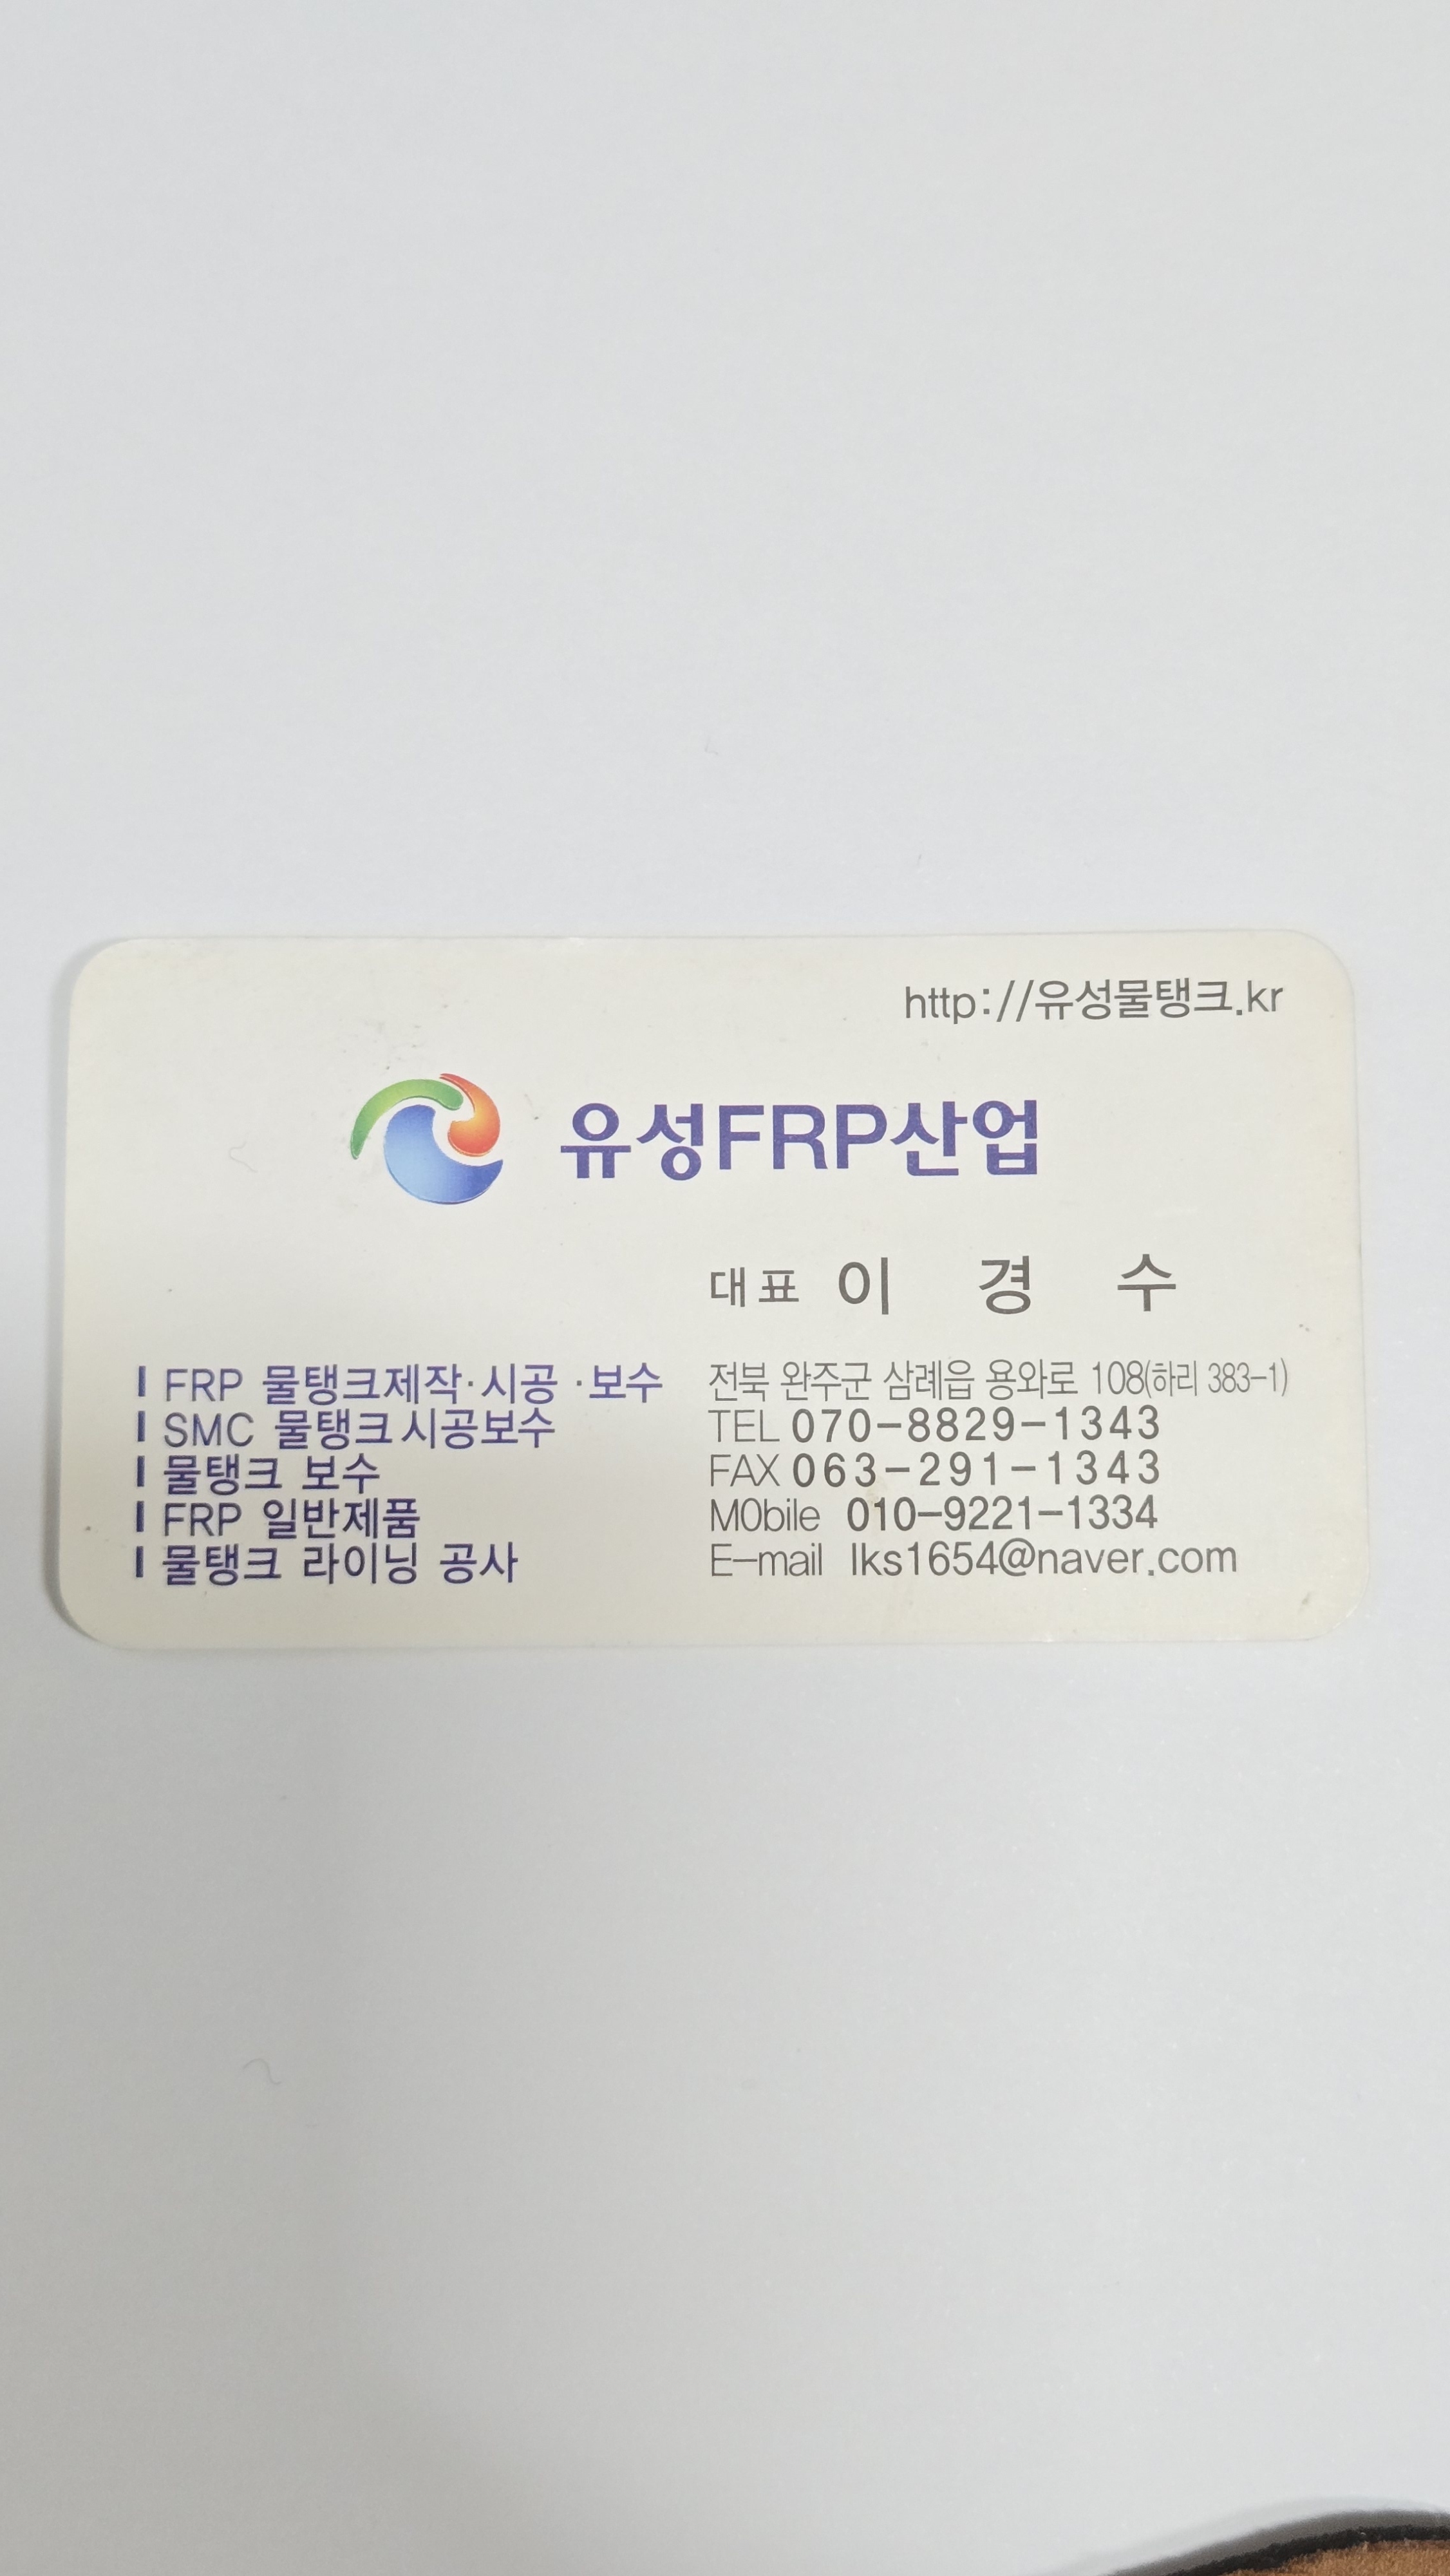 http://유성물탱크.kr
유성FRP산업
대표 이 경 수
I FRP 물탱크제작·시공 ·보수
I SMC 물탱크 시공보수
I 물탱크 보수
I FRP 일반제품
I 물탱크 라이닝 공사
전북 완주군 삼례읍 용와로 108(하리 383-1)
TEL 070-8829-1343
FAX 063-291-1343
M0bile 010-9221-1334
E-mail lks1654@naver.com